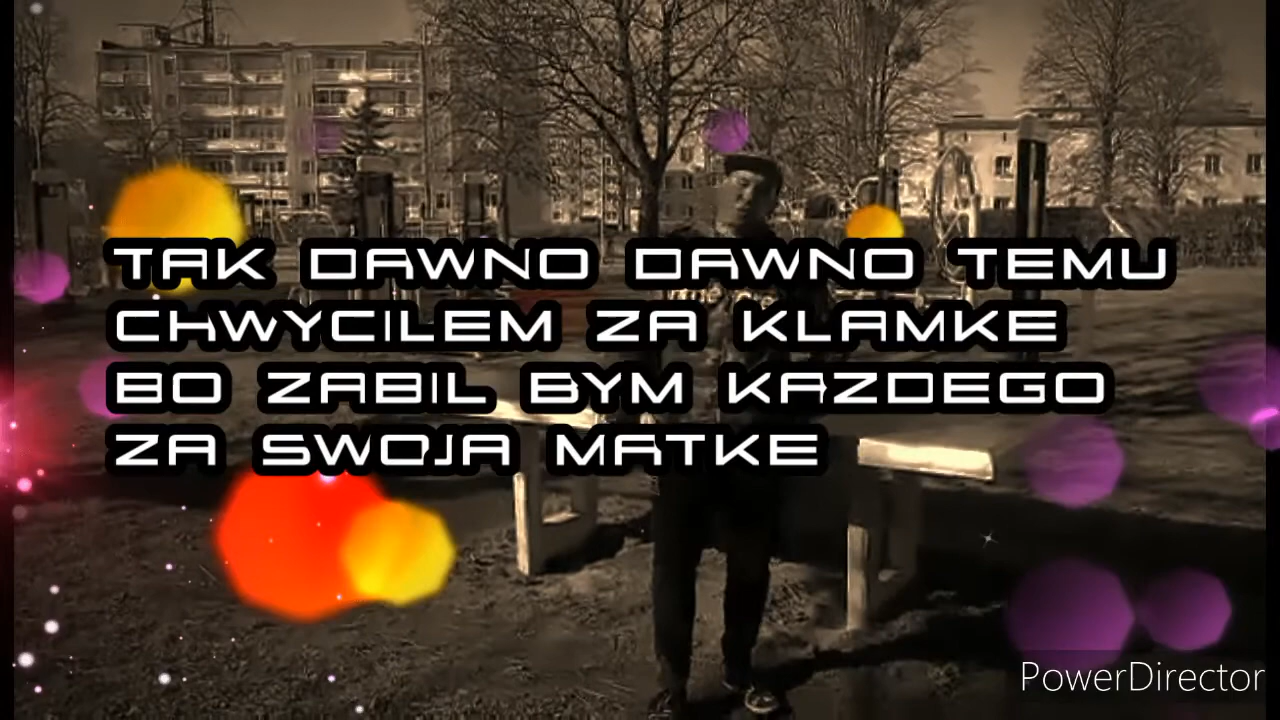 TAK DAWNO DAWNO TEMU
CHWYCILEM ZA KLAMKE
BO ZABIL BYM KAZDEGO
ZA SWOJA MATKE
PowerDirector